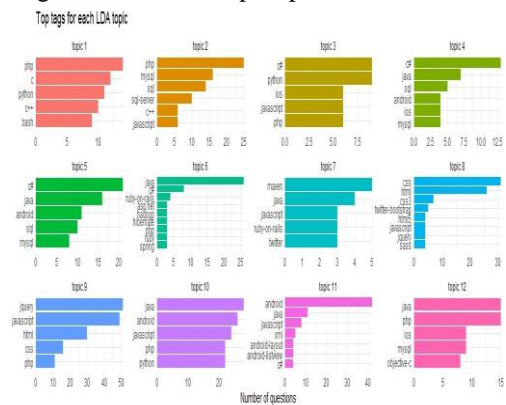 Top tags for each LDA topic
topic 1
php
c
python
c++
bash
0
5
10
topic 2
php
mysql
sql
sql-server
c++
javascript
0
5
10
15
20
25
topic 3
c#
python
ios
javascript
php
0.0
2.5
5.0
7.5
topic 4
c#
java
sql
android
ios
mysql
0.0
2.5
5.0
7.5
10.0
12.5
topic 5
c#
java
android
sql
mysql
0
5
10
15
20
topic 6
java
c#
ruby-on-rails
asp.net
hadoop
hibernate
php
ruby
spring
0
5
10
15
20
25
topic 7
maven
java
javascript
ruby-on-rails
twitter
0
1
2
3
4
5
topic 8
css
html
css3
twitter-bootstrap
html5
javascript
jquery
sass
0
10
20
30
topic 9
jquery
javascript
html
css
php
0
10
20
30
40
50
topic 10
java
android
javascript
php
python
0
10
20
topic 11
android
java
javascript
xml
android-layout
android-listview
c#
0
10
20
30
40
topic 12
java
php
ios
mysql
objective-c
0
5
10
15
Number of questions